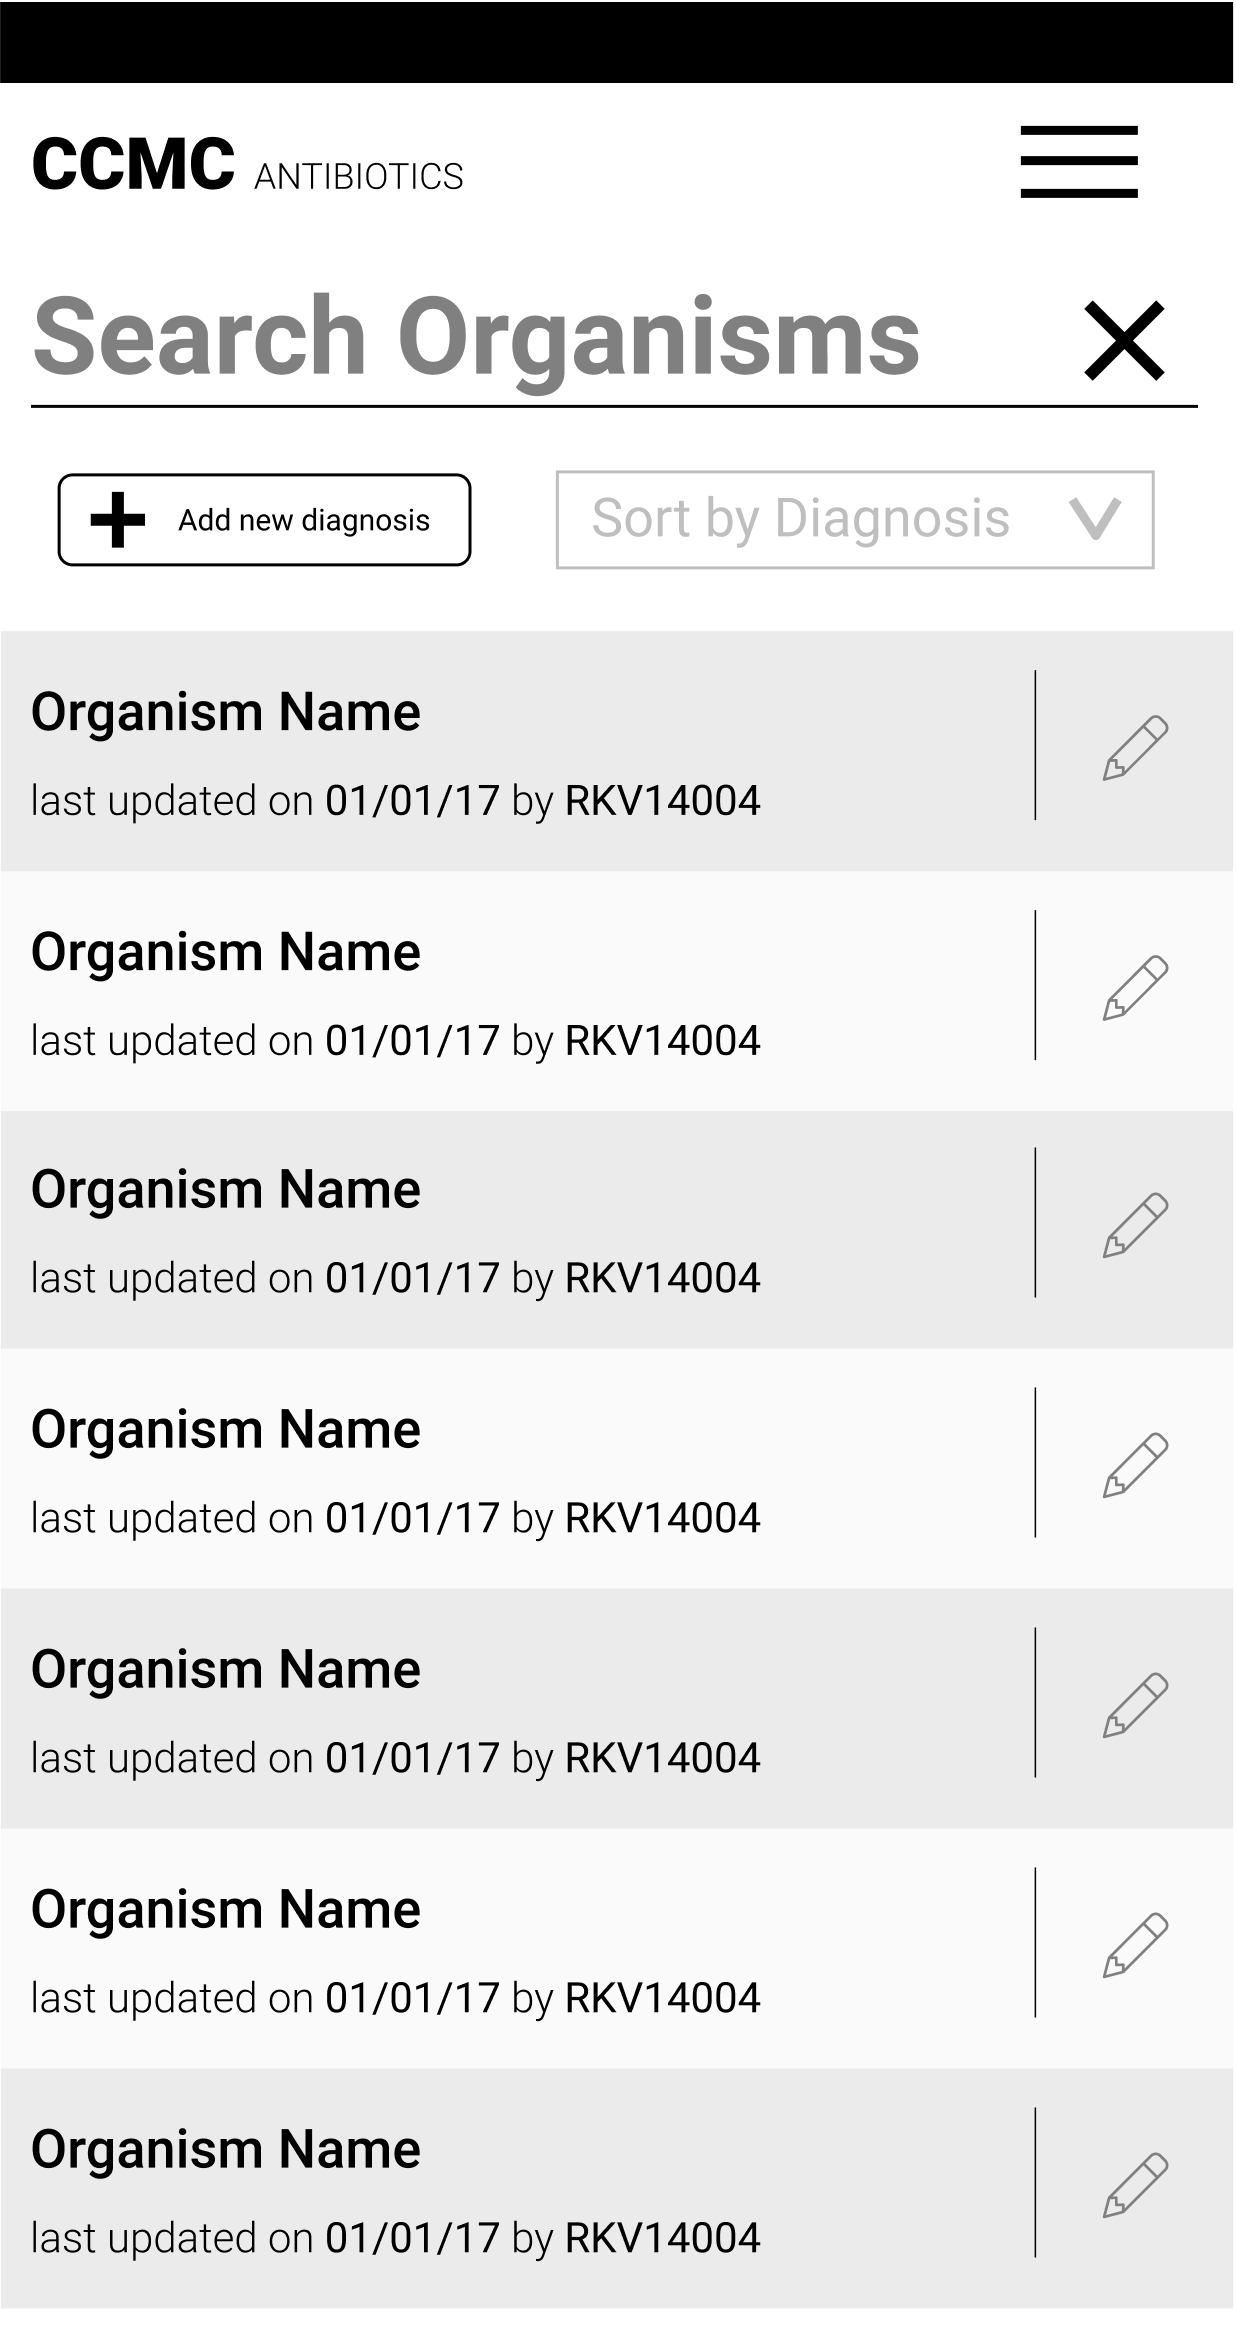 CCMC ANTIBIOTICS
Search Organisms
Add new diagnosis
Sort by Diagnosis
Organism Name
last updated on 01/01/17 by RKV14004
Organism Name
last updated on 01/01/17 by RKV14004
Organism Name
last updated on 01/01/17 by RKV14004
Organism Name
last updated on 01/01/17 by RKV14004
Organism Name
last updated on 01/01/17 by RKV14004
Organism Name
last updated on 01/01/17 by RKV14004
Organism Name
last updated on 01/01/17 by RKV14004